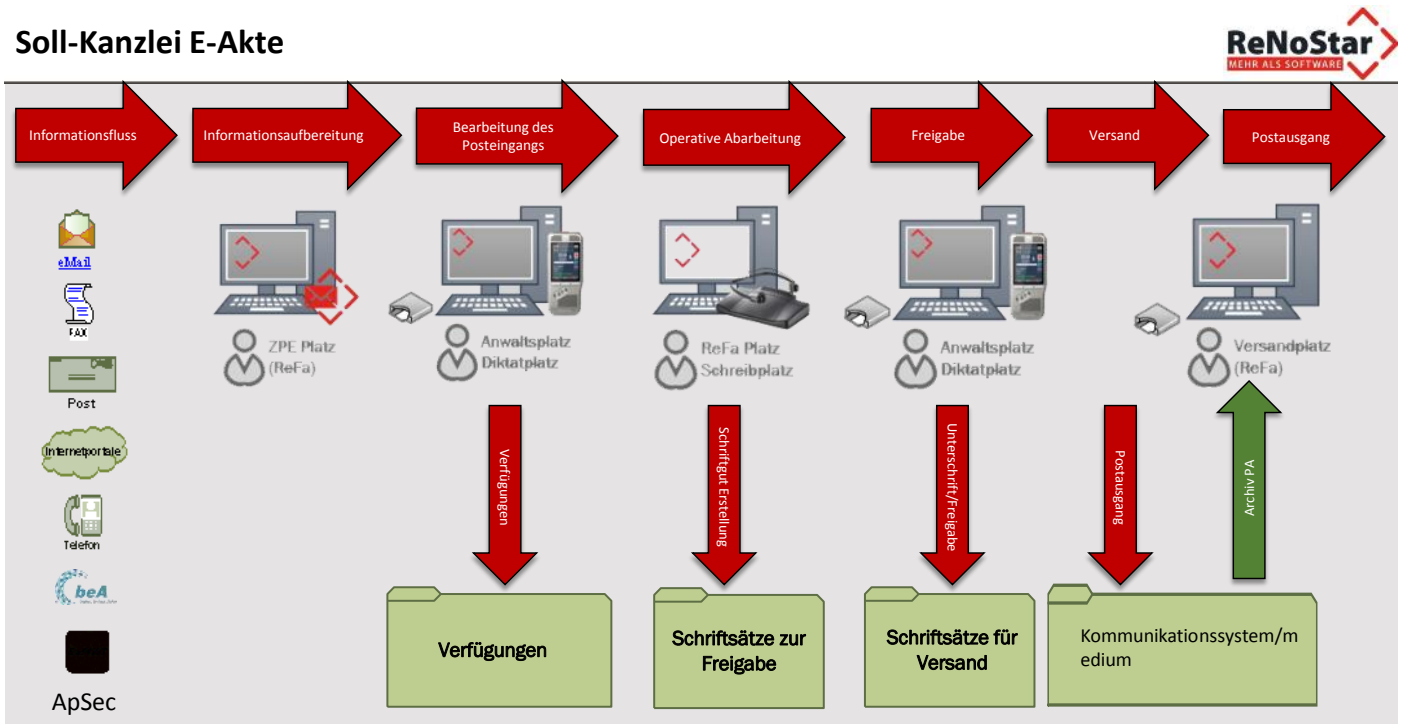 Soll-Kanzlei E-Akte
ReNoStar
MEHR ALS SOFTWARE
Informationsfluss
Informationsaufbereitung
Bearbeitung des
Posteingangs
Operative Abarbeitung
Freigabe
Versand
Postausgang
eMail
FAX
Post
Internetportale
Telefon
beA
ApSec
ZPE Platz
(ReFa)
Anwaltsplatz
Diktatplatz
ReFa Platz
Schreibplatz
Anwaltsplatz
Diktatplatz
Versandplatz
(ReFa)
Verfügungen
Schriftgut Erstellung
Unterschrift/Freigabe
Postausgang
Archiv PA
Verfügungen
Schriftsätze zur
Freigabe
Schriftsätze für
Versand
Kommunikationssystem/m
edium